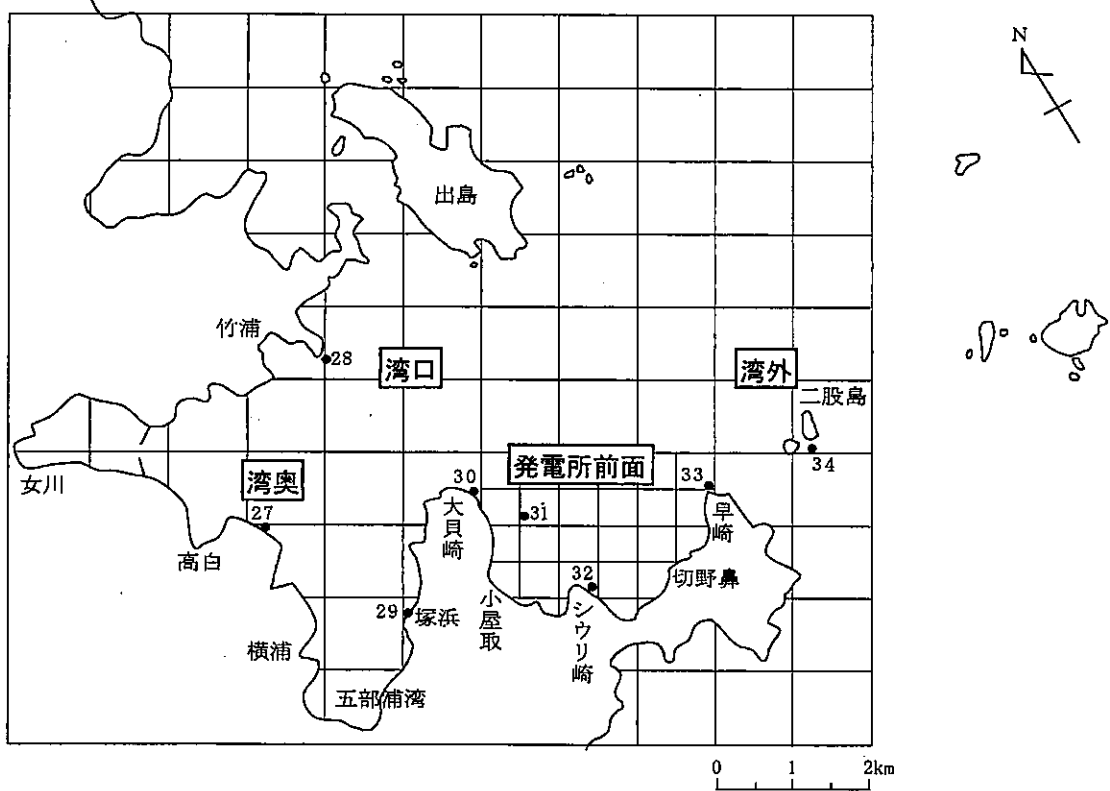 N
出島
竹浦
28
湾口
湾外
二股島
34
女川
湾奥
27
高白
発電所前面
30
31
33
大貝崎
早崎
32
切野鼻
29
塚浜
小屋取
シウリ崎
横浦
五部浦湾
0 1 2km